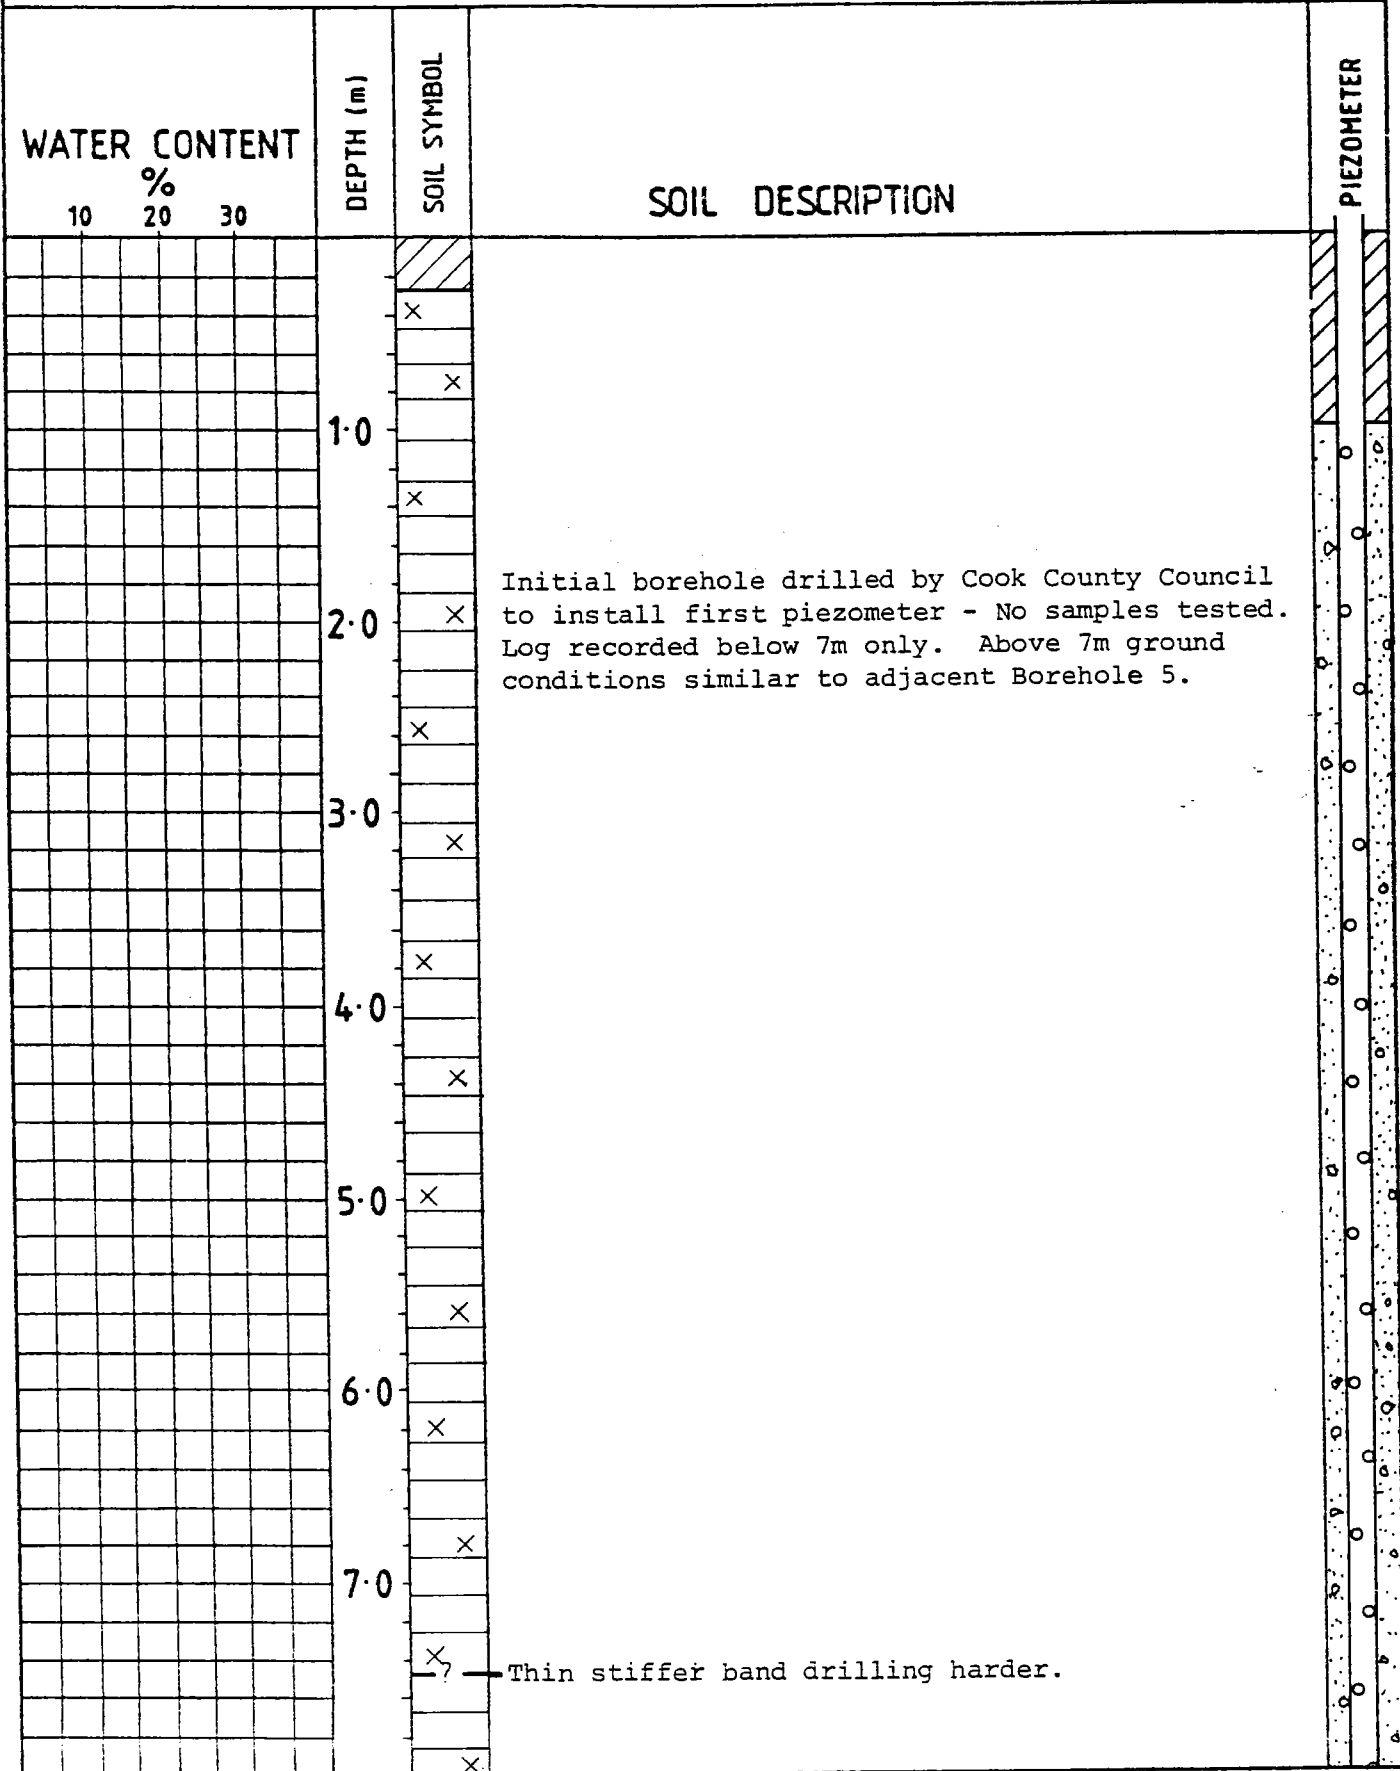 WATER CONTENT
%
10 20 30
DEPTH (m)
SOIL SYMBOL
SOIL DESCRIPTION
PIEZOMETER
1·0
Initial borehole drilled by Cook County Council
2·0
to install first piezometer - No samples tested.
Log recorded below 7m only. Above 7m ground
conditions similar to adjacent Borehole 5.
3·0
4·0
5·0
6·0
7·0
? Thin stiffer band drilling harder.